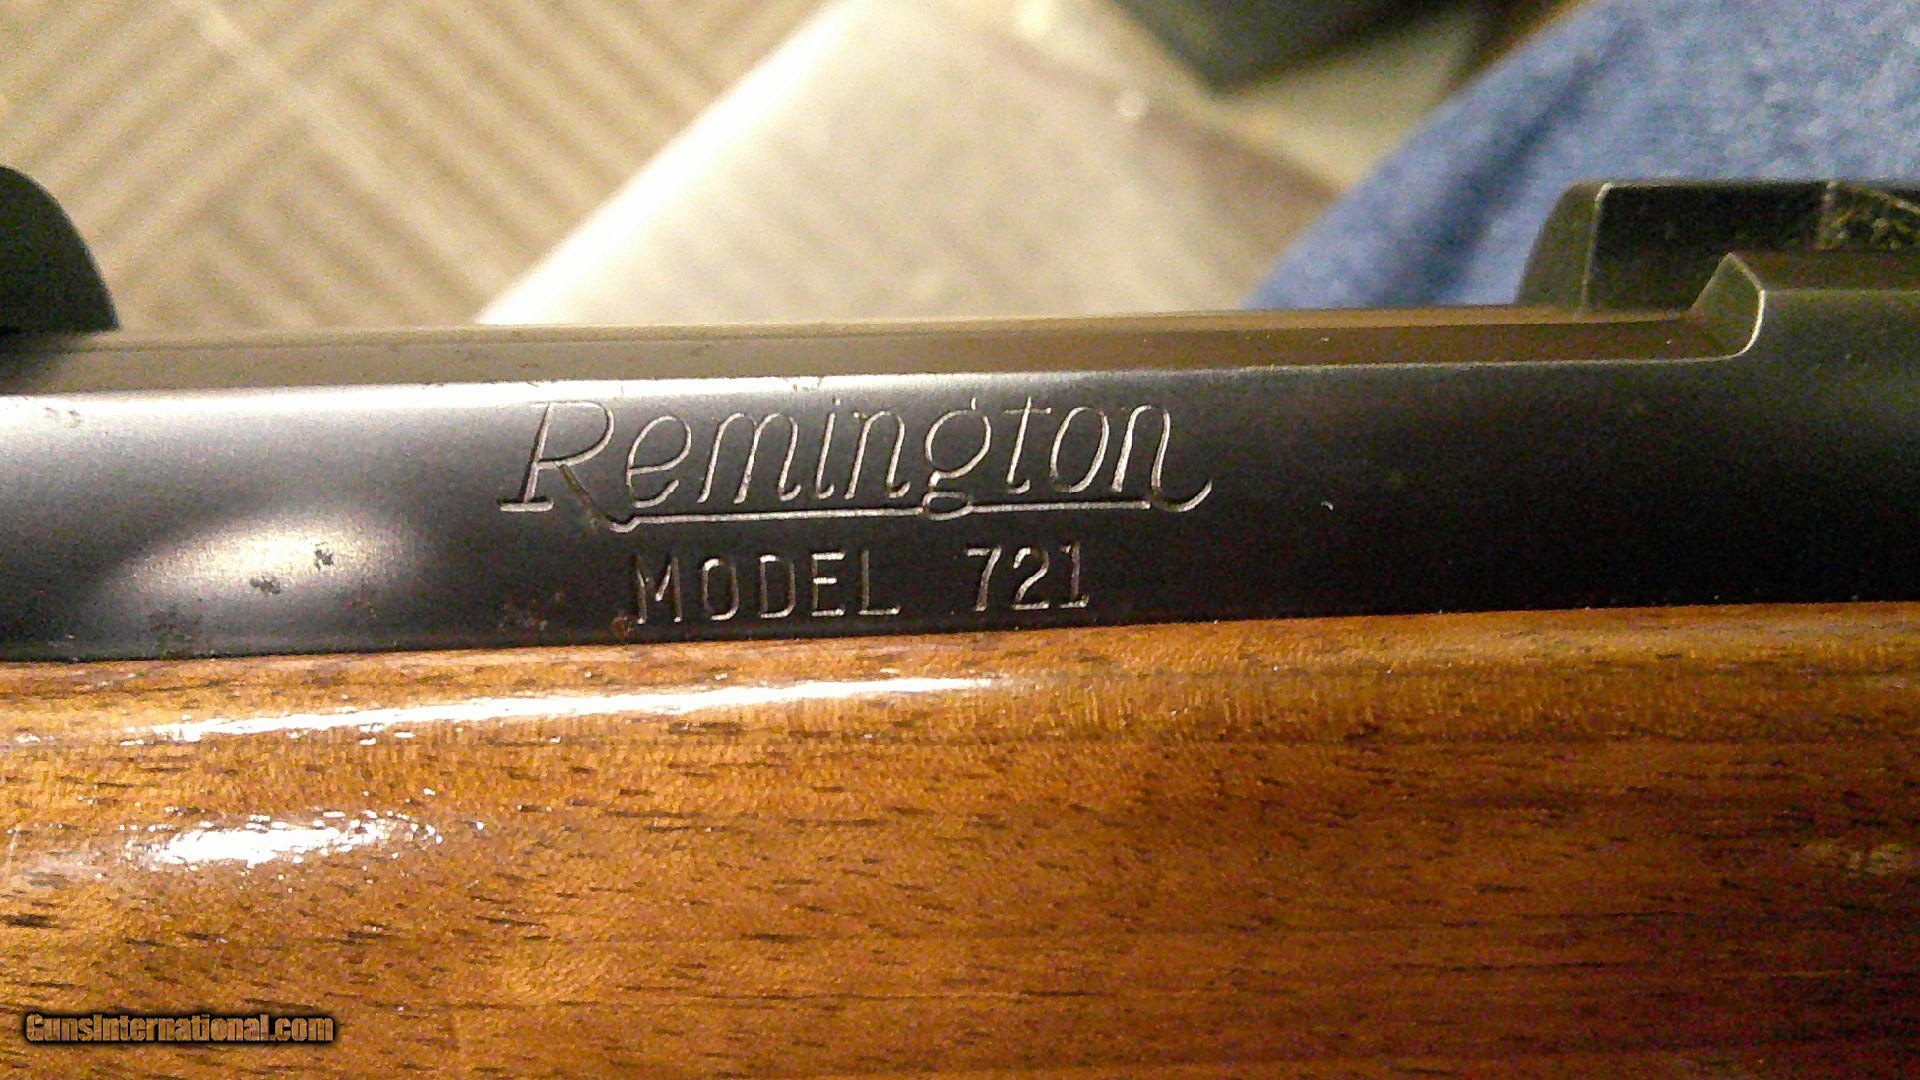 Remington
MODEL 721
GunsInternational.com